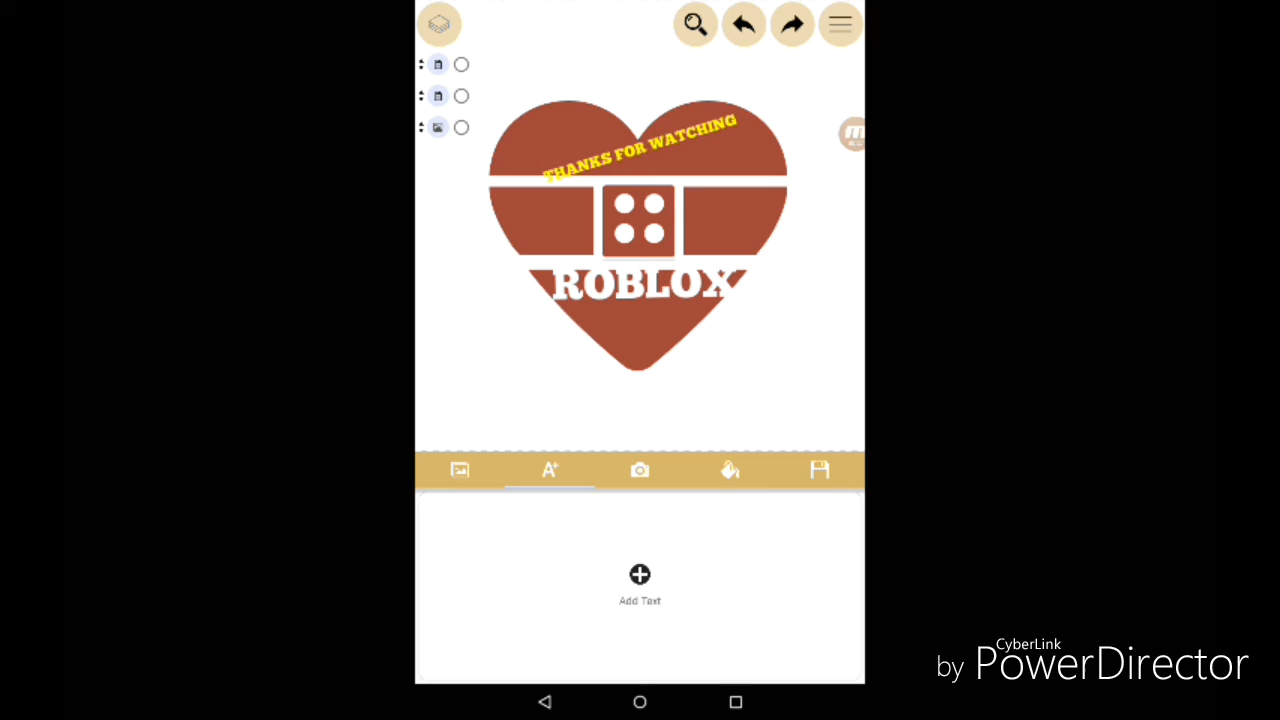 THANKS FOR WATCHING
ROBLOX
Add Text
CyberLink
by PowerDirector